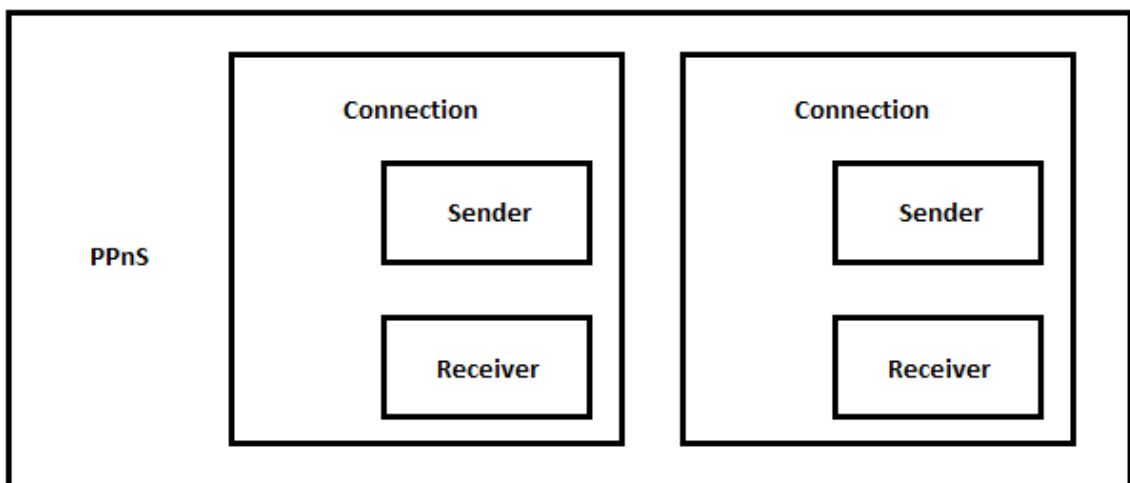 Connection
Sender
Receiver
PPnS
Connection
Sender
Receiver